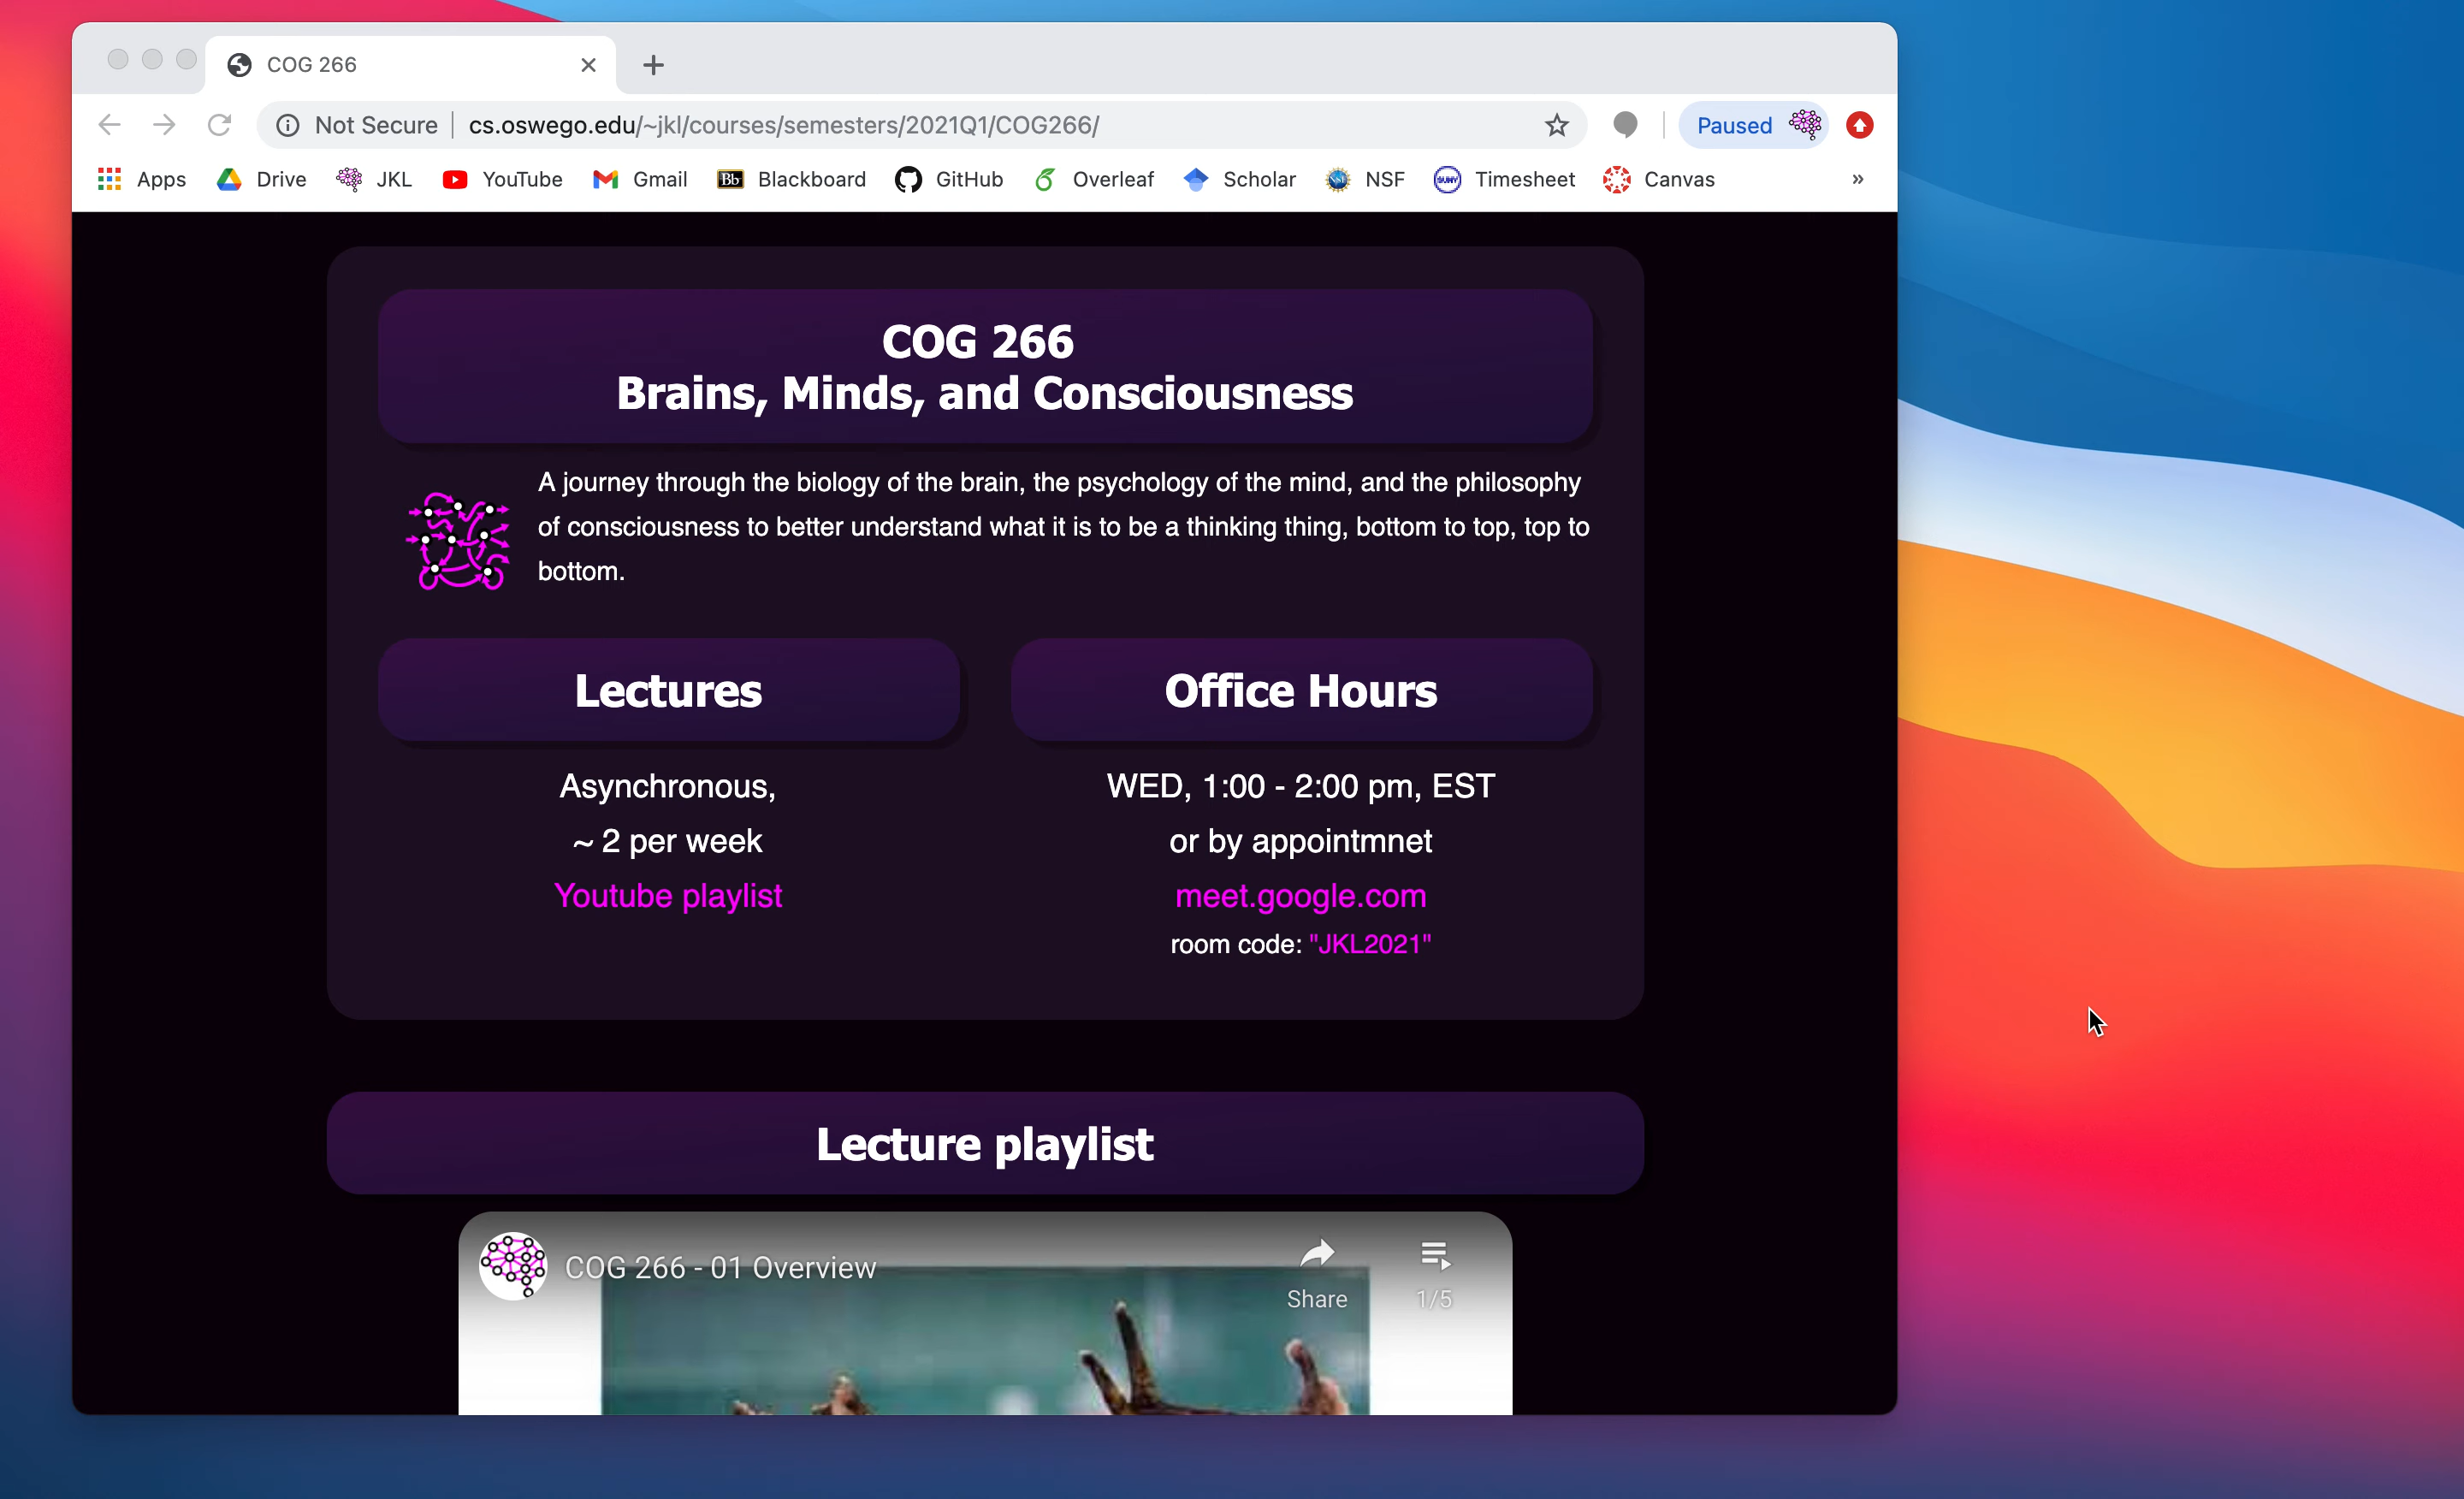 COG 266
Not Secure | cs.oswego.edu/~jkl/courses/semesters/2021Q1/COG266/
Paused
Apps Drive JKL YouTube Gmail Blackboard GitHub Overleaf Scholar NSF Timesheet Canvas »
COG 266
Brains, Minds, and Consciousness
A journey through the biology of the brain, the psychology of the mind, and the philosophy
of consciousness to better understand what it is to be a thinking thing, bottom to top, top to
bottom.
Lectures
Asynchronous,
~ 2 per week
Youtube playlist
Office Hours
WED, 1:00 - 2:00 pm, EST
or by appointmnet
meet.google.com
room code: "JKL2021"
Lecture playlist
COG 266 - 01 Overview
Share
1/5